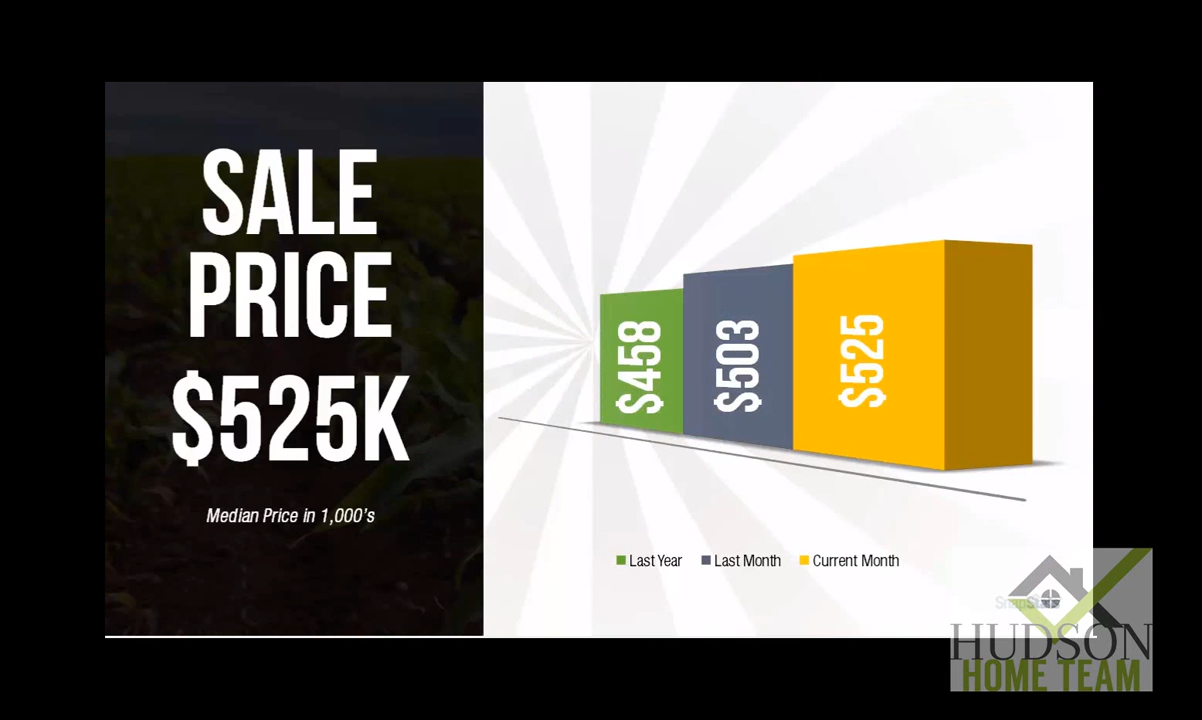 SALE
PRICE
$525K
Median Price in 1,000's
$458
$503
$525
Last Year
Last Month
Current Month
SnapStats
HUDSON
HOME TEAM